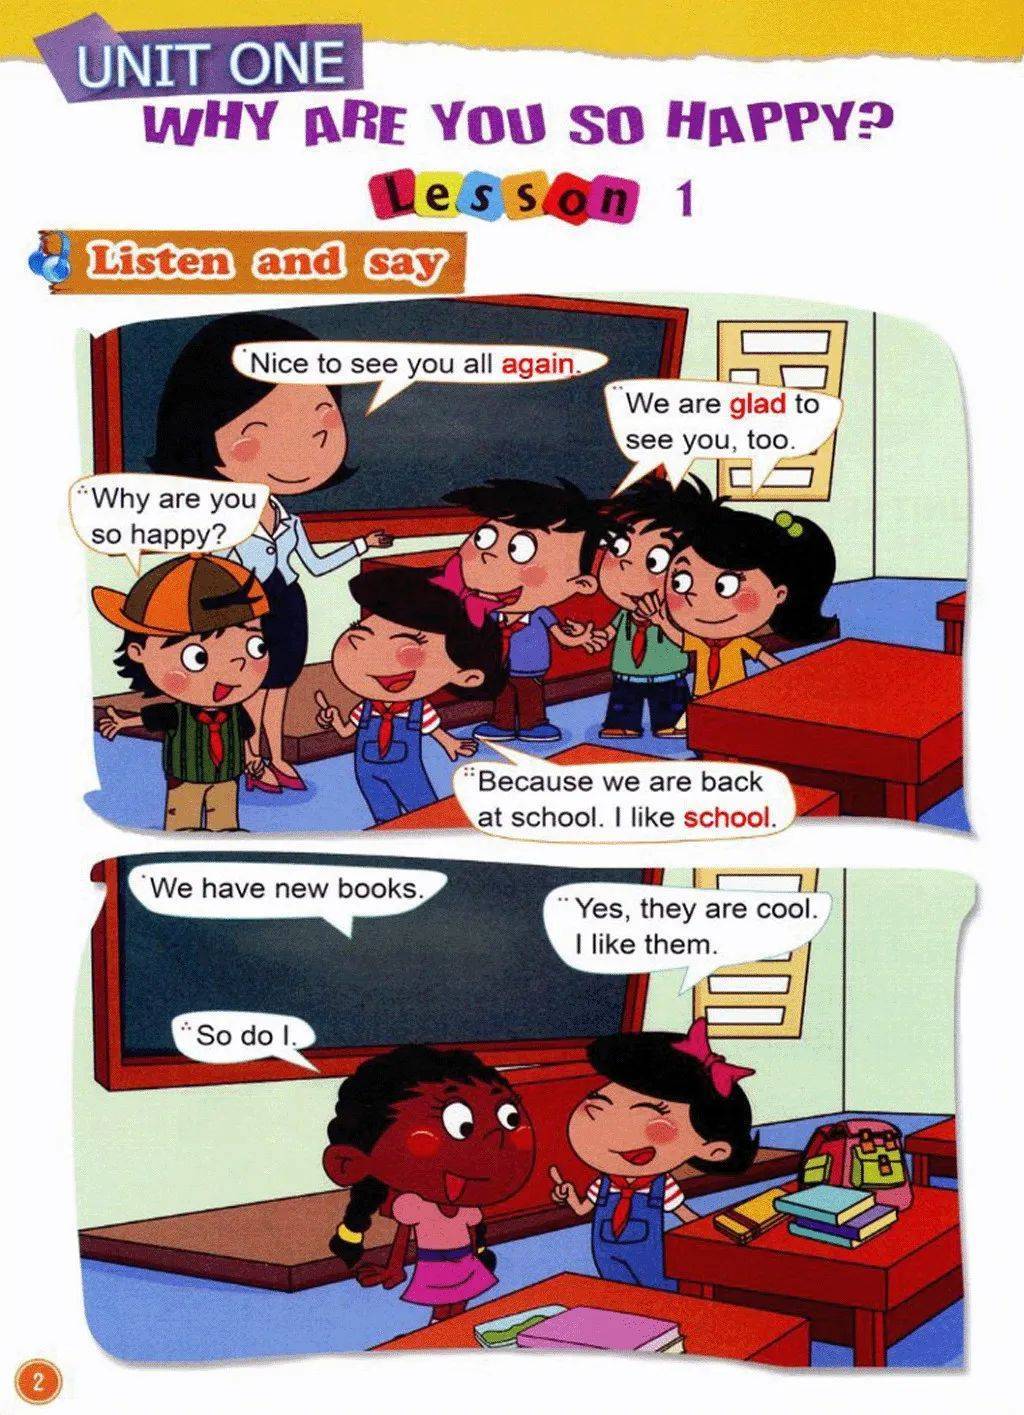 UNIT ONE
WHY ARE YOU SO HAPPY?
Lesson 1
Listen and say
Nice to see you all again.
We are glad to
see you, too.
Why are you
so happy?
Because we are back
at school. I like school.
We have new books.
Yes, they are cool.
I like them.
So do I.
2